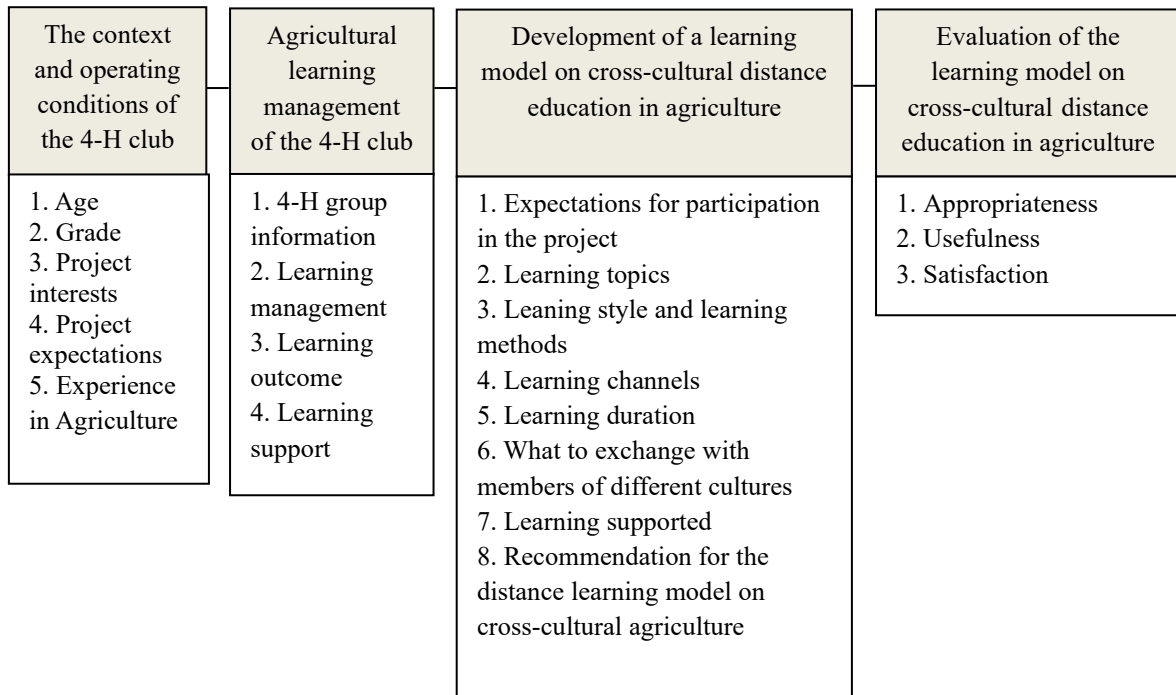 The context
and operating
conditions of
the 4-H club
1. Age
2. Grade
3. Project
interests
4. Project
expectations
5. Experience
in Agriculture
Agricultural
learning
management
of the 4-H club
1. 4-H group
information
2. Learning
management
3. Learning
outcome
4. Learning
support
Development of a learning
model on cross-cultural distance
education in agriculture
1. Expectations for participation
in the project
2. Learning topics
3. Leaning style and learning
methods
4. Learning channels
5. Learning duration
6. What to exchange with
members of different cultures
7. Learning supported
8. Recommendation for the
distance learning model on
cross-cultural agriculture
Evaluation of the
learning model on
cross-cultural distance
education in agriculture
1. Appropriateness
2. Usefulness
3. Satisfaction